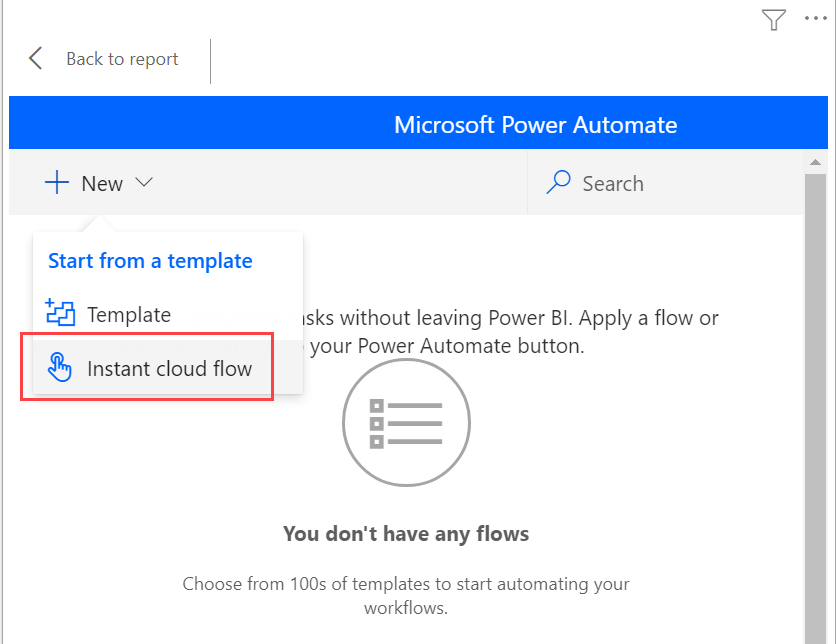 Back to report
Microsoft Power Automate
New
Search
Start from a template
Template
without leaving Power BI. Apply a flow or
your Power Automate button.
Instant cloud flow
You don't have any flows
Choose from 100s of templates to start automating your
workflows.